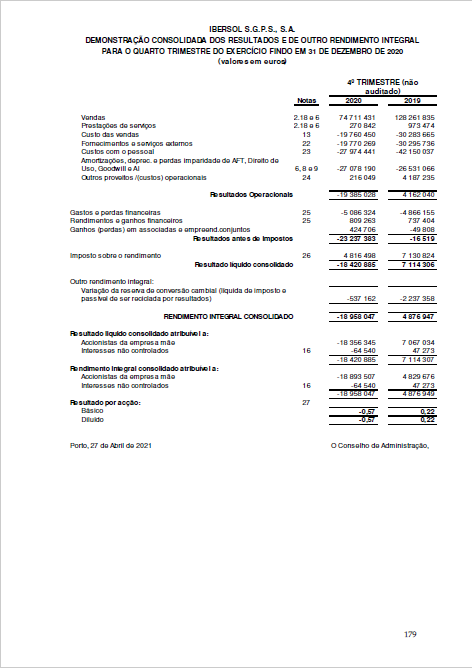 IBERSOL S.G.P.S., S.A.
DEMONSTRAÇÃO CONSOLIDADA DOS RESULTADOS E DE OUTRO RENDIMENTO INTEGRAL
PARA O QUARTO TRIMESTRE DO EXERCÍCIO FINDO EM 31 DE DEZEMBRO DE 2020
(valores em euros)
4º TRIMESTRE (não auditado)
Notas 2020 2019
Vendas 2.18 e 6 74 711 431 128 261 835
Prestações de serviços 2.18 e 6 270 842 973 474
Custo das vendas 13 -19 760 450 -30 283 665
Fornecimentos e serviços externos 22 -19 770 269 -30 295 736
Custos com o pessoal 23 -27 974 441 -42 150 037
Amortizações, deprec. e perdas imparidade de AFT, Direito de
Uso, Goodwill e AI 6, 8 e 9 -27 078 190 -26 531 066
Outros proveitos /(custos) operacionais 24 216 049 4 187 235
Resultados Operacionais -19 385 028 4 162 040
Gastos e perdas financeiras 25 -5 086 324 -4 866 155
Rendimentos e ganhos financeiros 25 809 263 737 404
Ganhos (perdas) em associadas e empreend.conjuntos 424 706 -49 808
Resultados antes de impostos -23 237 383 -16 519
Imposto sobre o rendimento 26 4 816 498 7 130 824
Resultado líquido consolidado -18 420 885 7 114 306
Outro rendimento integral:
Variação da reserva de conversão cambial (líquida de imposto e
passível de ser reciclada por resultados) -537 162 -2 237 358
RENDIMENTO INTEGRAL CONSOLIDADO -18 958 047 4 876 947
Resultado líquido consolidado atribuível a:
Accionistas da empresa mãe -18 356 345 7 067 034
Interesses não controlados 16 -64 540 47 273
-18 420 885 7 114 307
Rendimento integral consolidado atribuível a:
Accionistas da empresa mãe -18 893 507 4 829 676
Interesses não controlados 16 -64 540 47 273
-18 958 047 4 876 949
Resultado por acção: 27
Básico -0,57 0,22
Diluído -0,57 0,22
Porto, 27 de Abril de 2021 O Conselho de Administração,
179